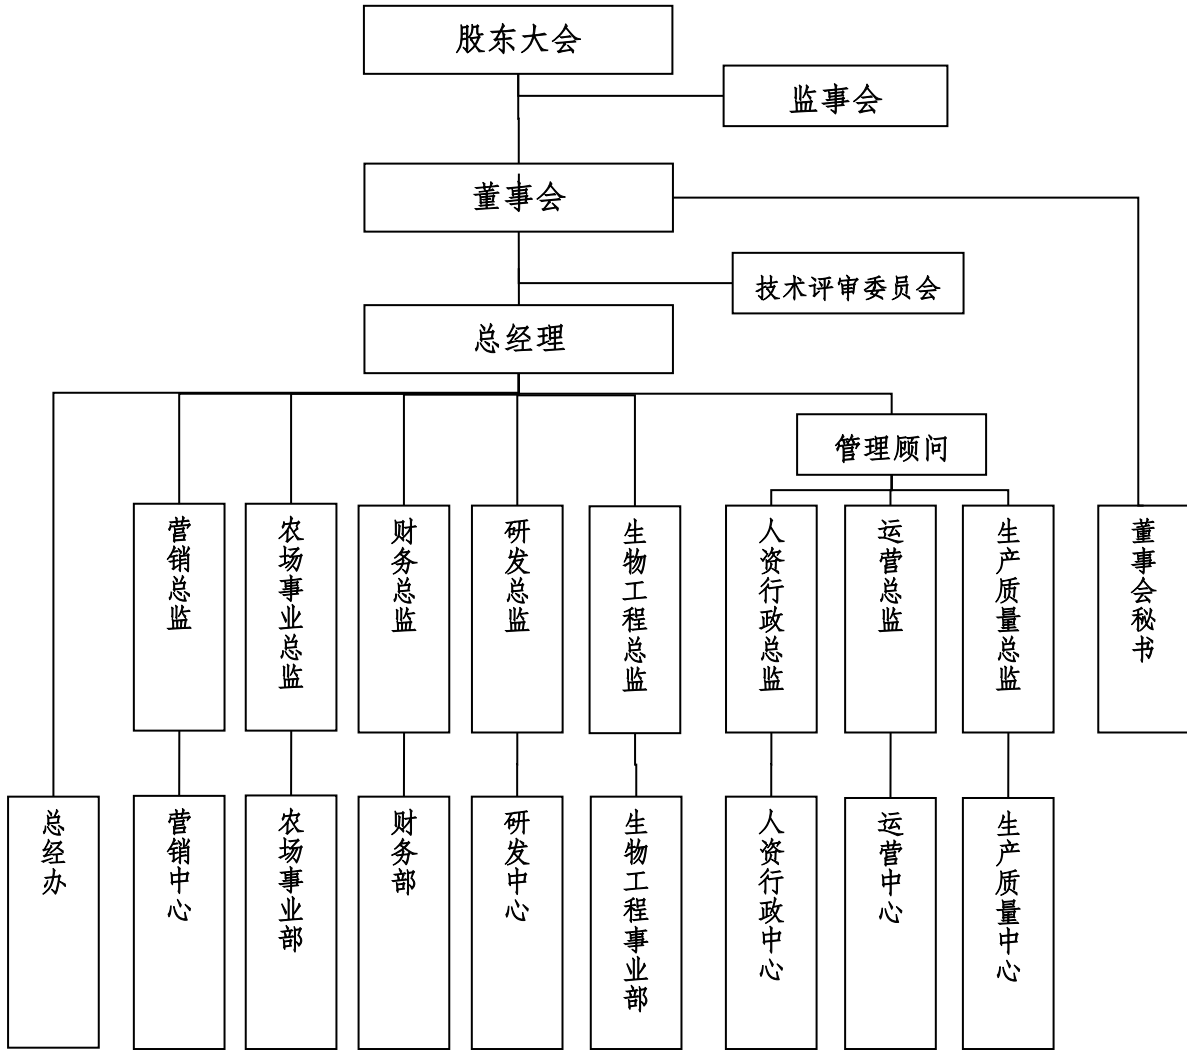 股东大会
监事会
董事会
技术评审委员会
总经理
管理顾问
营销总监
农场事业总监
财务总监
研发总监
生物工程总监
人资行政总监
运营总监
生产质量总监
董事会秘书
总经办
营销中心
农场事业部
财务部
研发中心
生物工程事业部
人资行政中心
运营中心
生产质量中心